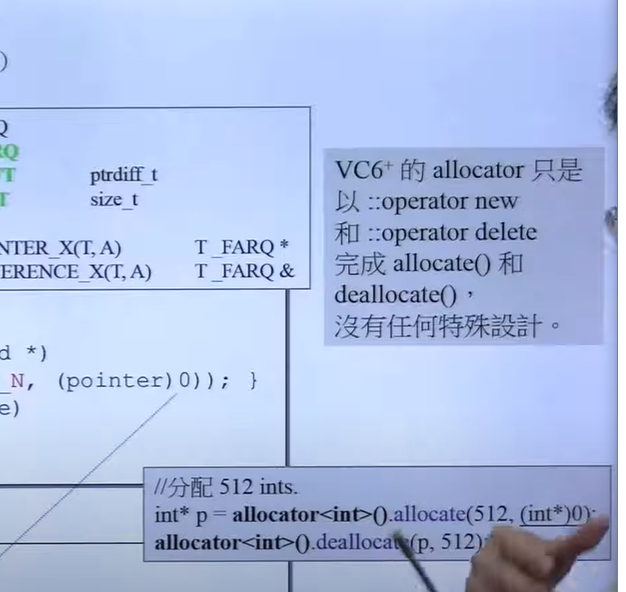 )
Q
RQ
FT ptrdiff_t
T size_t
NTER_X(T, A) T _FARQ *
ERENCE_X(T, A) T _FARQ &
VC6+ 的 allocator 只是
以 ::operator new
和 ::operator delete
完成 allocate() 和
deallocate()，
沒有任何特殊設計。
d *)
_N, (pointer)0)); }
e)
//分配 512 ints.
int* p = allocator<int>().allocate(512, (int*)0);
allocator<int>().deallocate(p, 512);